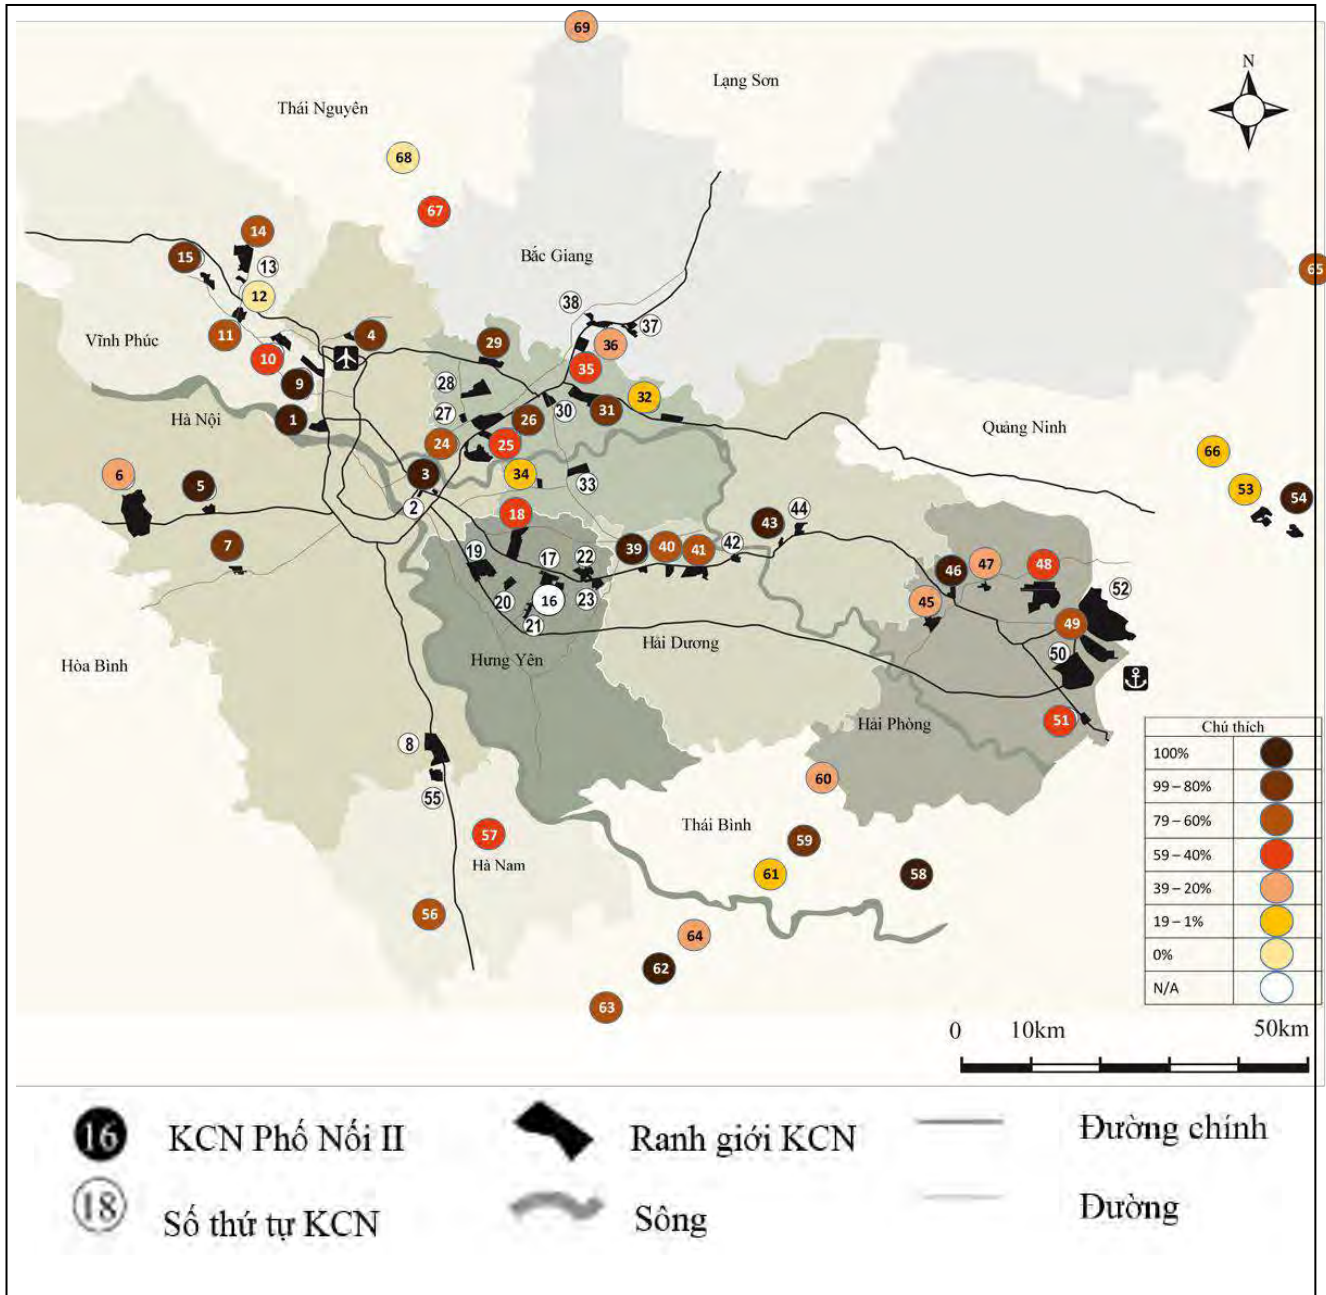 69
Lạng Sơn
N
Thái Nguyên
68
67
14
15
13
Bắc Giang
65
12
38
37
11
4
29
36
Vĩnh Phúc
10
35
9
28
32
1
27
26
30
31
Hà Nội
24
25
Quảng Ninh
66
6
5
3
34
33
53
54
2
18
44
43
7
19
17
22
39
40
41
42
46
47
48
52
20
16
23
45
21
49
Hòa Bình
Hưng Yên
Hải Dương
50
51
Hải Phòng
8
55
60
Thái Bình
57
59
Hà Nam
61
58
56
64
62
63
Chú thích
100%
99 – 80%
79 – 60%
59 – 40%
39 – 20%
19 – 1%
0%
N/A
0 10km 50km
16 KCN Phố Nối II
Ranh giới KCN
Đường chính
18 Số thứ tự KCN
Sông
Đường